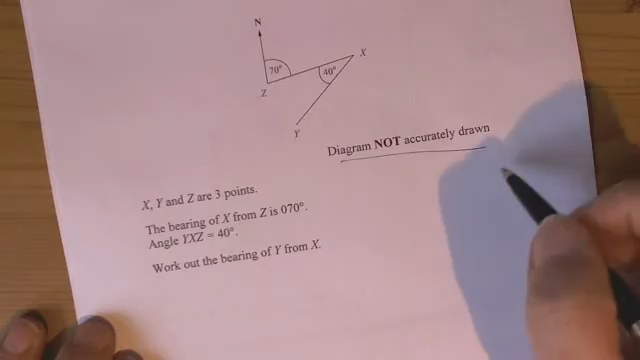 N
X
70°
40°
Z
Y
Diagram NOT accurately drawn
X, Y and Z are 3 points.
The bearing of X from Z is 070°.
Angle YXZ = 40°.
Work out the bearing of Y from X.